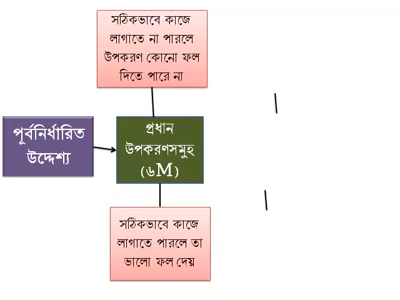 সঠিকভাবে কাজে
লাগাতে না পারলে
উপকরণ কোনো ফল
দিতে পারে না
পূর্বনির্ধারিত
উদ্দেশ্য
প্রধান
উপকরণসমুহ
(৬M)
সঠিকভাবে কাজে
লাগাতে পারলে তা
ভালো ফল দেয়